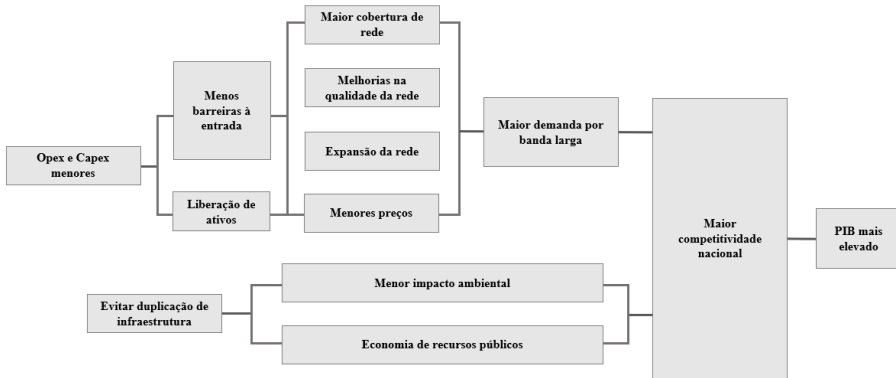 Opex e Capex
menores
Menos
barreiras à
entrada
Liberação de
ativos
Maior cobertura de
rede
Melhorias na
qualidade da rede
Expansão da rede
Menores preços
Maior demanda por
banda larga
Evitar duplicação de
infraestrutura
Menor impacto ambiental
Economia de recursos públicos
Maior
competitividade
nacional
PIB mais
elevado